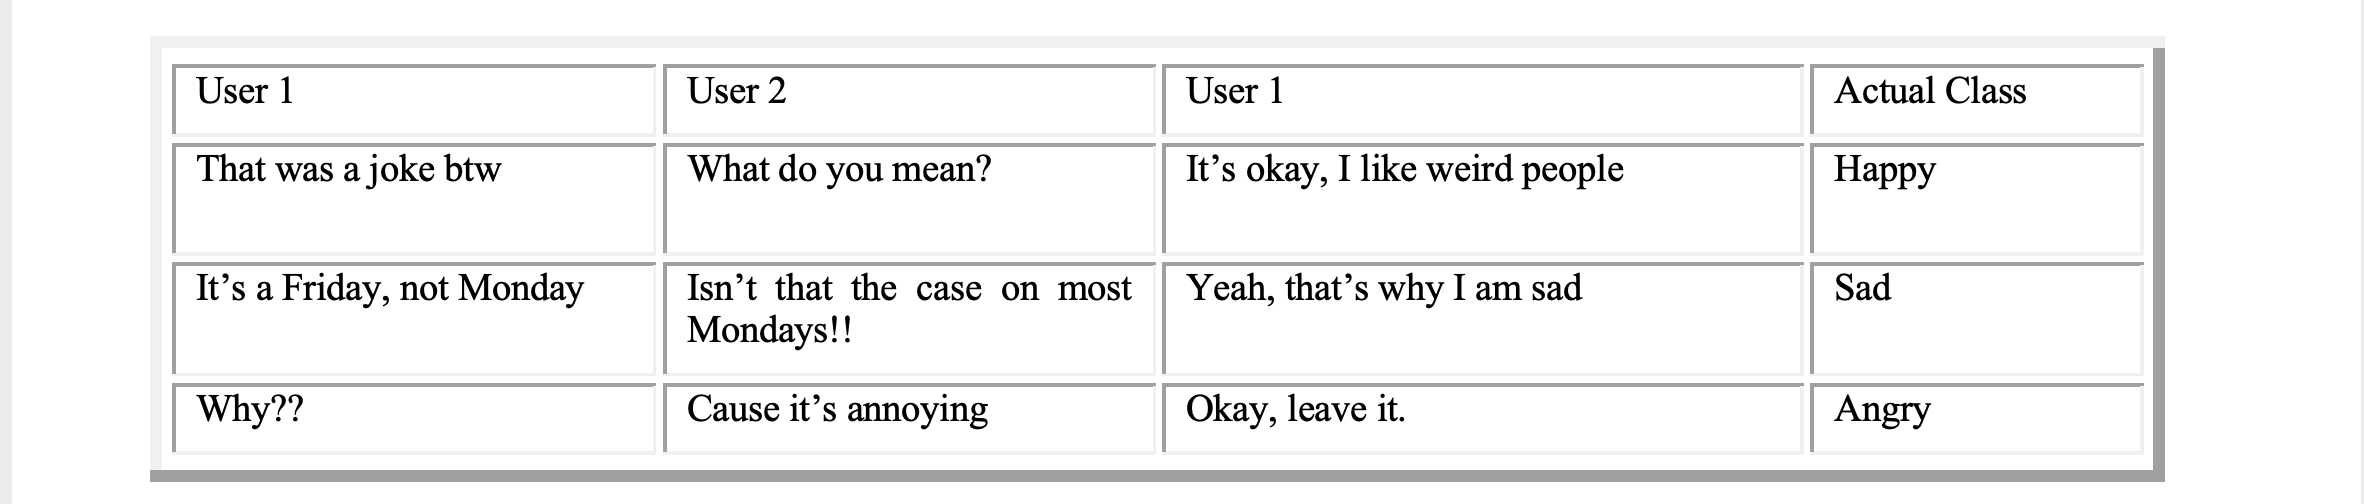 User 1
User 2
User 1
Actual Class
That was a joke btw
What do you mean?
It’s okay, I like weird people
Happy
It’s a Friday, not Monday
Isn’t that the case on most
Mondays!!
Yeah, that’s why I am sad
Sad
Why??
Cause it’s annoying
Okay, leave it.
Angry